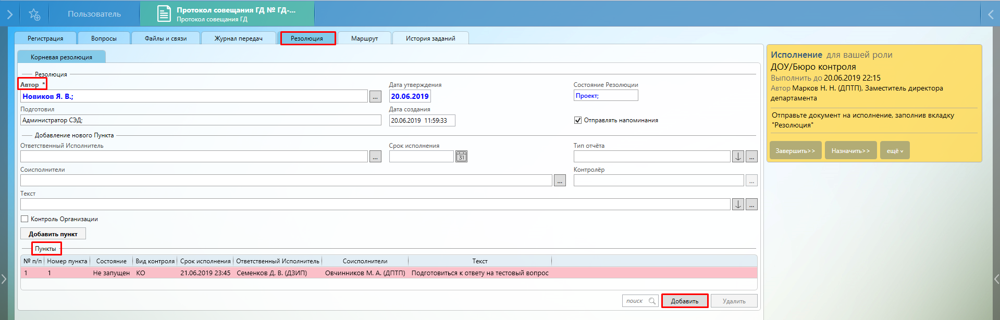 Пользователь
Протокол совещания ГД № ГД-...
Протокол совещания ГД
Регистрация
Вопросы
Файлы и связи
Журнал передач
Резолюция
Маршрут
История заданий
Корневая резолюция
Резолюция
Автор *
Дата утверждения
Состояние Резолюции
Новиков Я. В.;
...
20.06.2019
Проект;
Подготовил
Дата создания
Администратор СЭД;
20.06.2019 11:59:33
Отправлять напоминания
Добавление нового Пункта
Ответственный Исполнитель
Срок исполнения
Тип отчёта
...
31
...
Соисполнители
Контролёр
...
...
Текст
...
Контроль Организации
Добавить пункт
Пункты
№ п/п Номер пункта Состояние Вид контроля Срок исполнения Ответственный Исполнитель Соисполнители Текст
1 1 Не запущен КО 21.06.2019 23:45 Семенков Д. В. (ДЗИП) Овчинников М. А. (ДПТП) Подготовиться к ответу на тестовый вопрос
поиск
Добавить
Удалить
Исполнение для вашей роли
ДОУ/Бюро контроля
Выполнить до 20.06.2019 22:15
Автор Марков Н. Н. (ДПТП), Заместитель директора
департамента
Отправьте документ на исполнение, заполнив вкладку
"Резолюция"
Завершить>>
Назначить>>
ещё